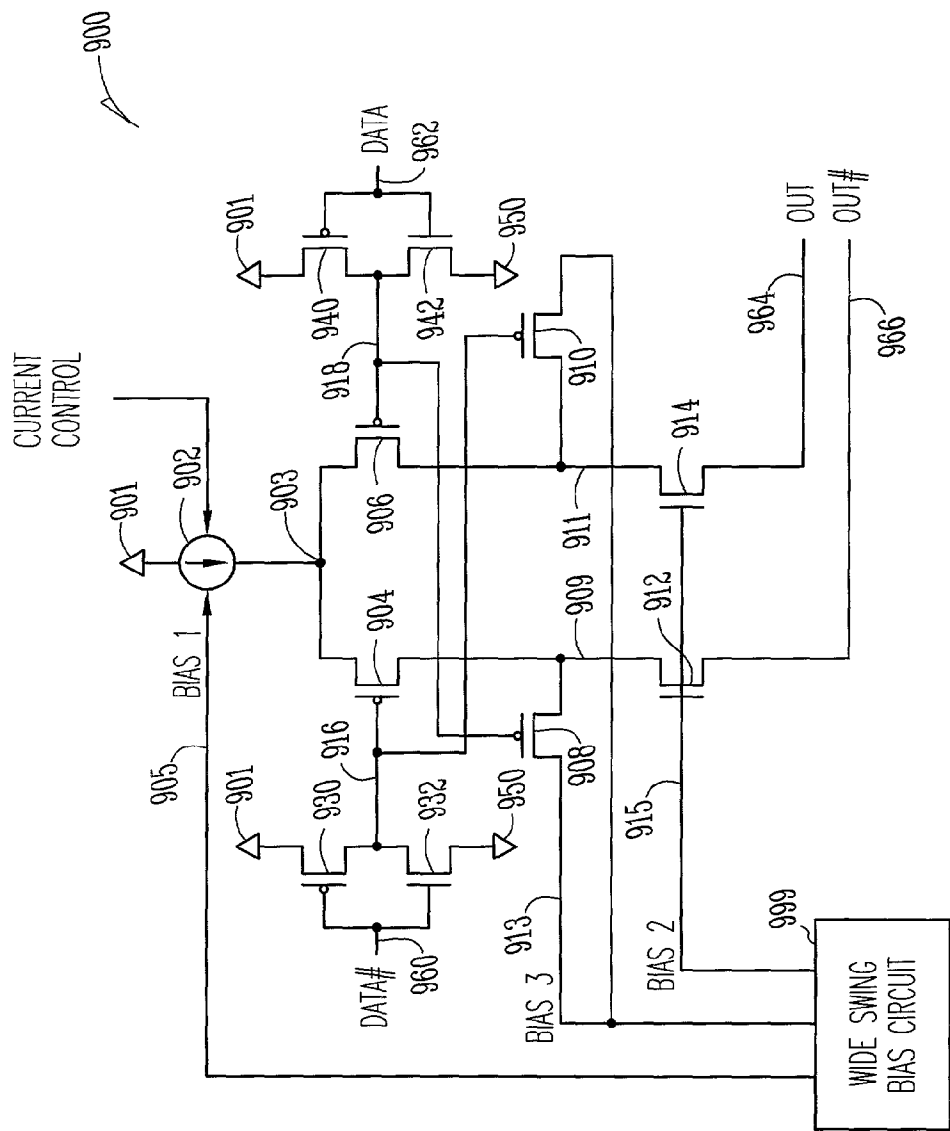 900
CURRENT
CONTROL
901
902
BIAS 1
905
903
901
901
930
916
904
906
918
940
DATA
962
DATA#
960
932
950
942
950
BIAS 3
913
908
910
909
911
BIAS 2
915
912
914
964
OUT
966
OUT#
999
WIDE SWING
BIAS CIRCUIT